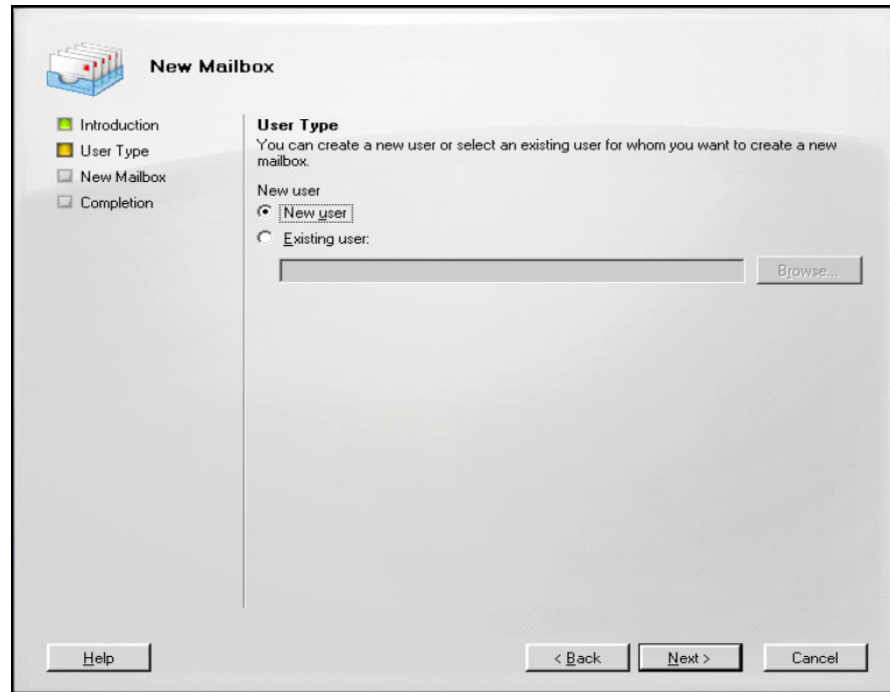 New Mailbox
Introduction
User Type
New Mailbox
Completion
User Type
You can create a new user or select an existing user for whom you want to create a new
mailbox.
New user
New user
Existing user:
Browse...
Help
< Back
Next >
Cancel